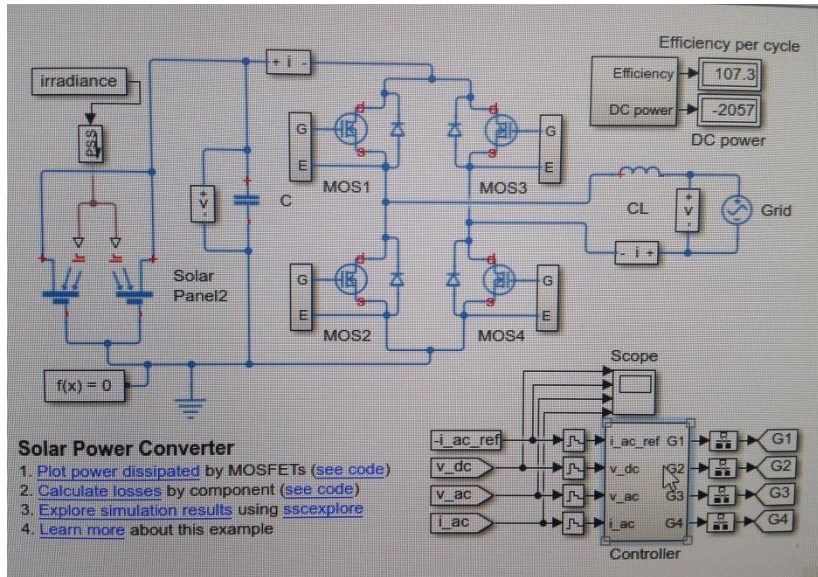 Efficiency per cycle
irradiance
Efficiency
107.3
DC power
-2057
DC power
PS S
+ i -
G
E
MOS1
G
E
MOS3
+ v -
C
CL
+ v -
Grid
- i +
Ir
Ir
Solar
Panel2
G
E
MOS2
G
E
MOS4
f(x) = 0
Scope
Solar Power Converter
1. Plot power dissipated by MOSFETs (see code)
2. Calculate losses by component (see code)
3. Explore simulation results using sscexplore
4. Learn more about this example
-i_ac_ref
i_ac_ref G1
G1
v_dc
v_dc G2
G2
v_ac
v_ac G3
G3
i_ac
i_ac G4
G4
Controller